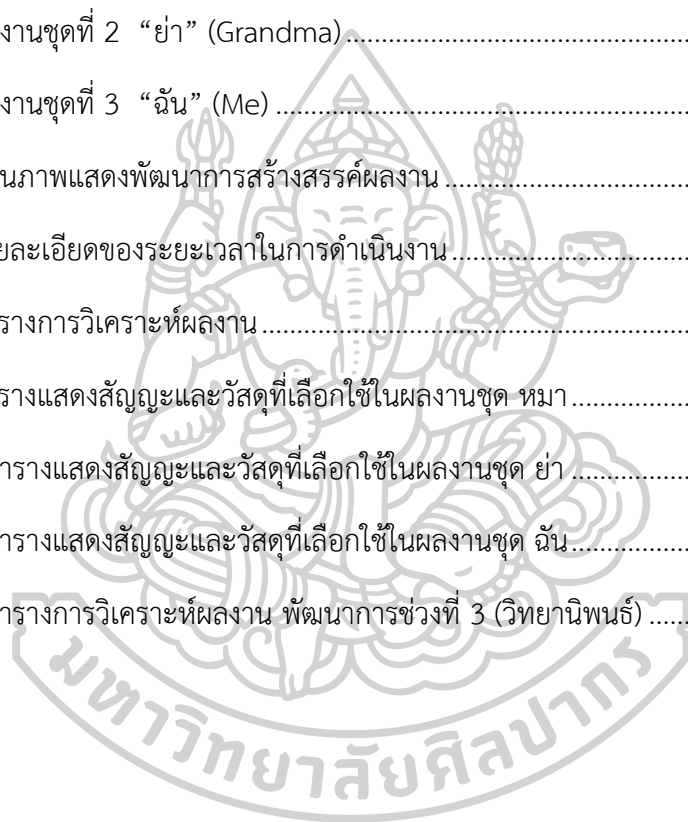 งานชุดที่ 2 “ย่า” (Grandma)................................................
งานชุดที่ 3 “ฉัน” (Me) ................................................
นภาพแสดงพัฒนาการสร้างสรรค์ผลงาน ................................
ยละเอียดของระยะเวลาในการดำเนินงาน ................................
รางการวิเคราะห์ผลงาน ................................................
รางแสดงสัญญะและวัสดุที่เลือกใช้ในผลงานชุด หมา ................
ารางแสดงสัญญะและวัสดุที่เลือกใช้ในผลงานชุด ย่า ................
ารางแสดงสัญญะและวัสดุที่เลือกใช้ในผลงานชุด ฉัน ................
ารางการวิเคราะห์ผลงาน พัฒนาการช่วงที่ 3 (วิทยานิพนธ์) ......
มหาวิทยาลัยศิลปากร